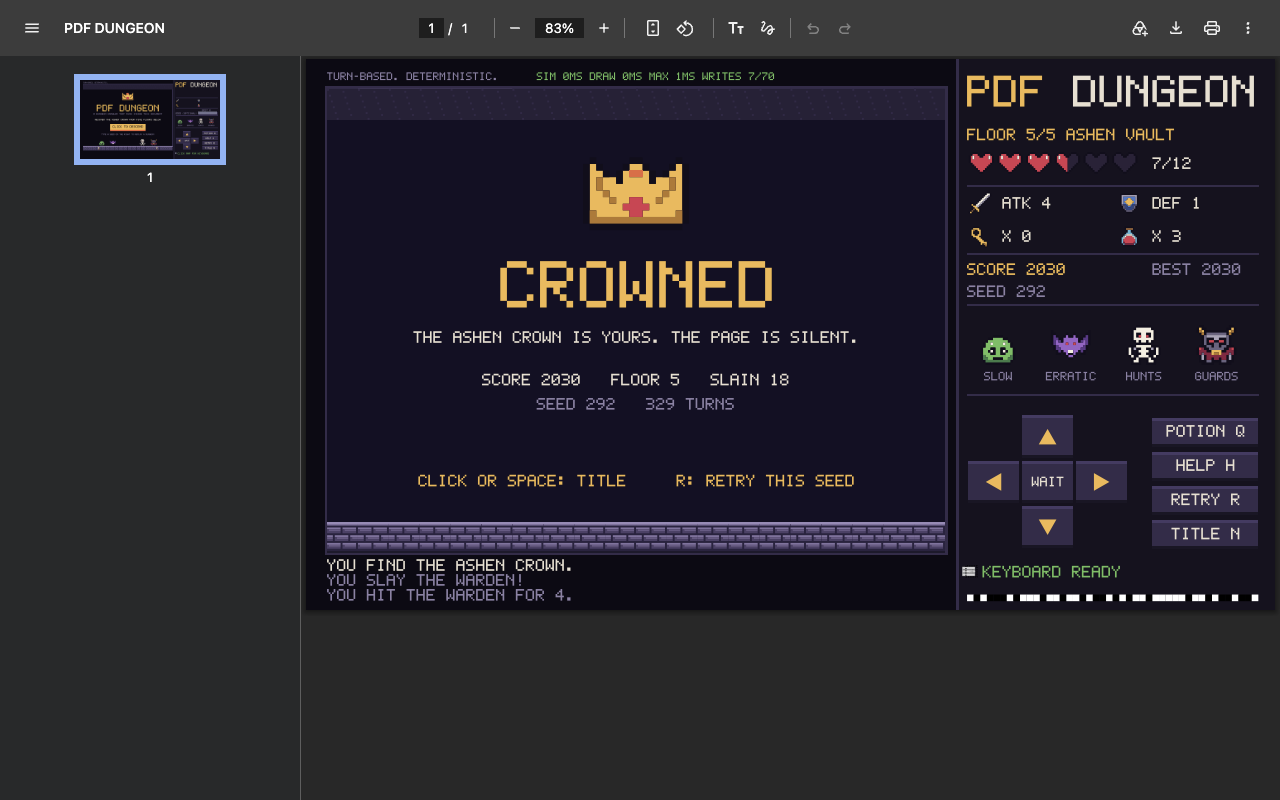 PDF DUNGEON
1 / 1
83%
1
TURN-BASED. DETERMINISTIC.
SIM 0MS DRAW 0MS MAX 1MS WRITES 7/70
CROWNED
THE ASHEN CROWN IS YOURS. THE PAGE IS SILENT.
SCORE 2030 FLOOR 5 SLAIN 18
SEED 292 329 TURNS
CLICK OR SPACE: TITLE R: RETRY THIS SEED
YOU FIND THE ASHEN CROWN.
YOU SLAY THE WARDEN!
YOU HIT THE WARDEN FOR 4.
PDF DUNGEON
FLOOR 5/5 ASHEN VAULT
7/12
ATK 4 DEF 1
X 0 X 3
SCORE 2030 BEST 2030
SEED 292
SLOW ERRATIC HUNTS GUARDS
WAIT
POTION Q
HELP H
RETRY R
TITLE N
KEYBOARD READY